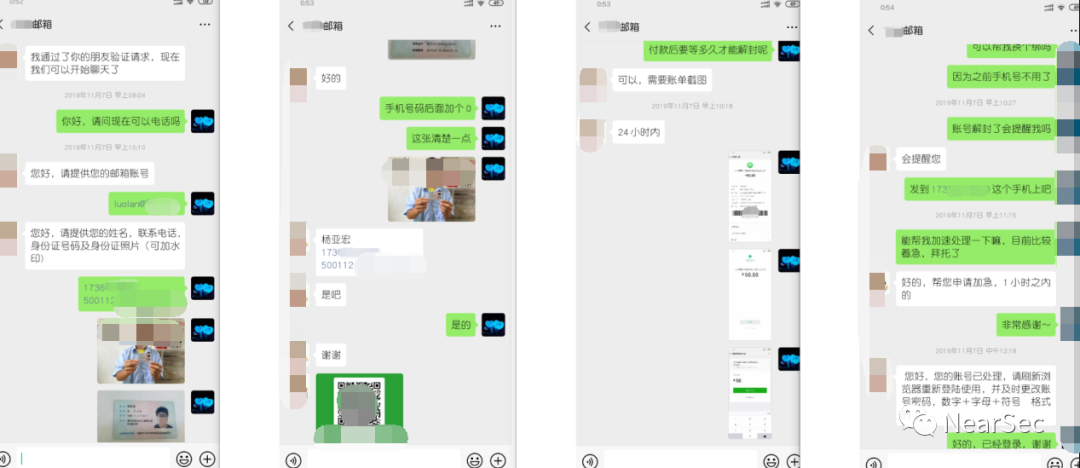 0:52
邮箱
我通过了你的朋友验证请求，现在
我们可以开始聊天了
2019年11月7日 早上09:04
你好，请问现在可以电话吗
2019年11月7日 早上10:10
您好，请提供您的邮箱账号
luolan@
您好，请提供您的姓名，联系电话，
身份证号码及身份证照片（可加水
印）
1736
500112
0:53
邮箱
好的
手机号码后面加个 0
这张清楚一点
杨亚宏
1736
500112
是吧
是的
谢谢
0:53
邮箱
付款后要等多久才能解封呢
可以，需要账单截图
2019年11月7日 早上10:18
24 小时内
0:54
邮箱
可以帮我换个绑吗
因为之前手机号不用了
2019年11月7日 早上10:27
账号解封了会提醒我吗
会提醒您
发到 173 0 这个手机上吧
2019年11月7日 早上11:16
能帮我加速处理一下嘛，目前比较
着急，拜托了
好的，帮您申请加急，1 小时之内
的
非常感谢～
2019年11月7日 中午12:19
您好，您的账号已处理，请刷新浏
览器重新登陆使用，并及时更改账
号密码，数字＋字母＋符号 格式
好的，已经登录，谢谢
NearSec